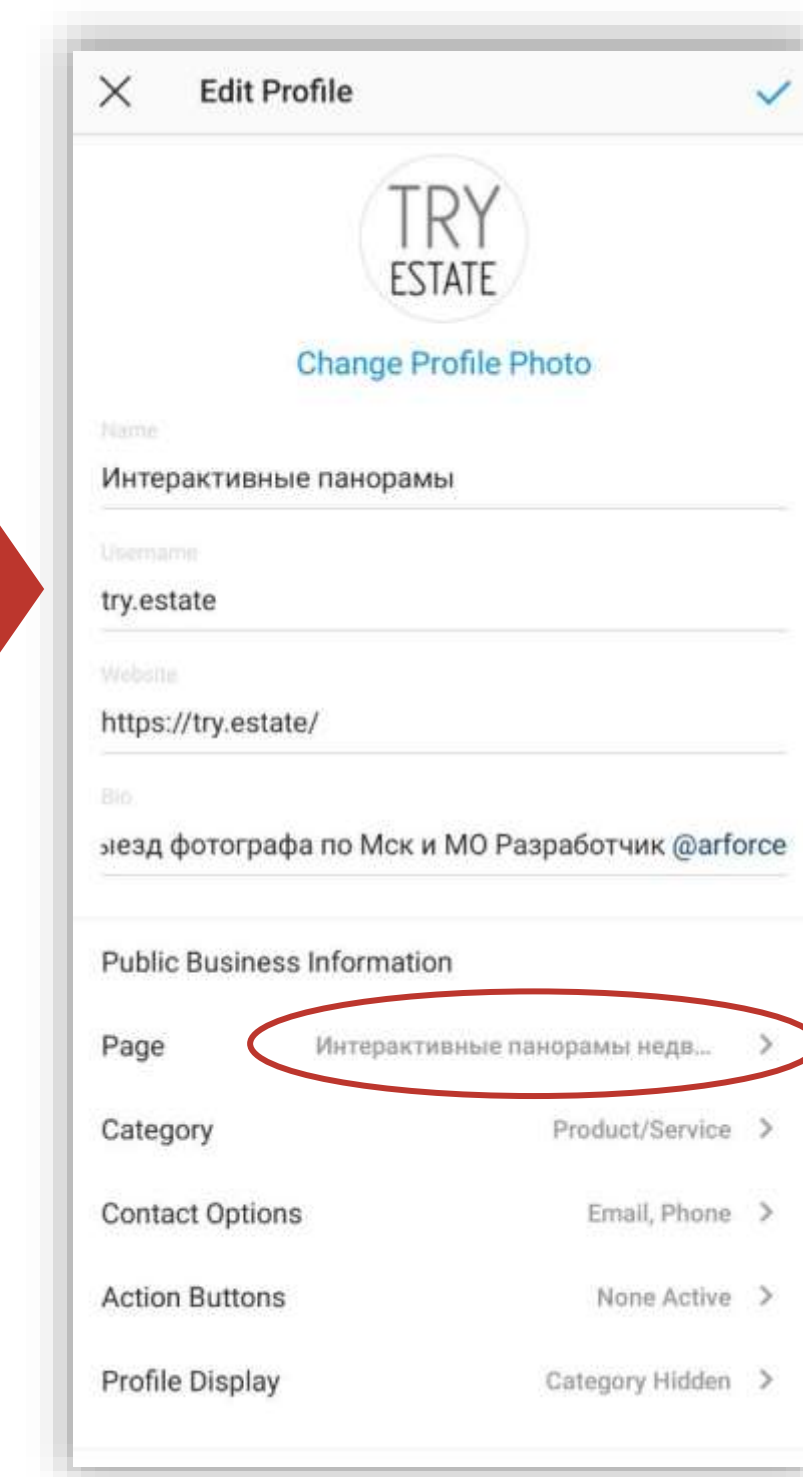 Edit Profile
TRY
ESTATE
Change Profile Photo
Name
Интерактивные панорамы
Username
try.estate
Website
https://try.estate/
Bio
ыезд фотографа по Мск и МО Разработчик @arforce
Public Business Information
Page Интерактивные панорамы недв...
Category Product/Service
Contact Options Email, Phone
Action Buttons None Active
Profile Display Category Hidden